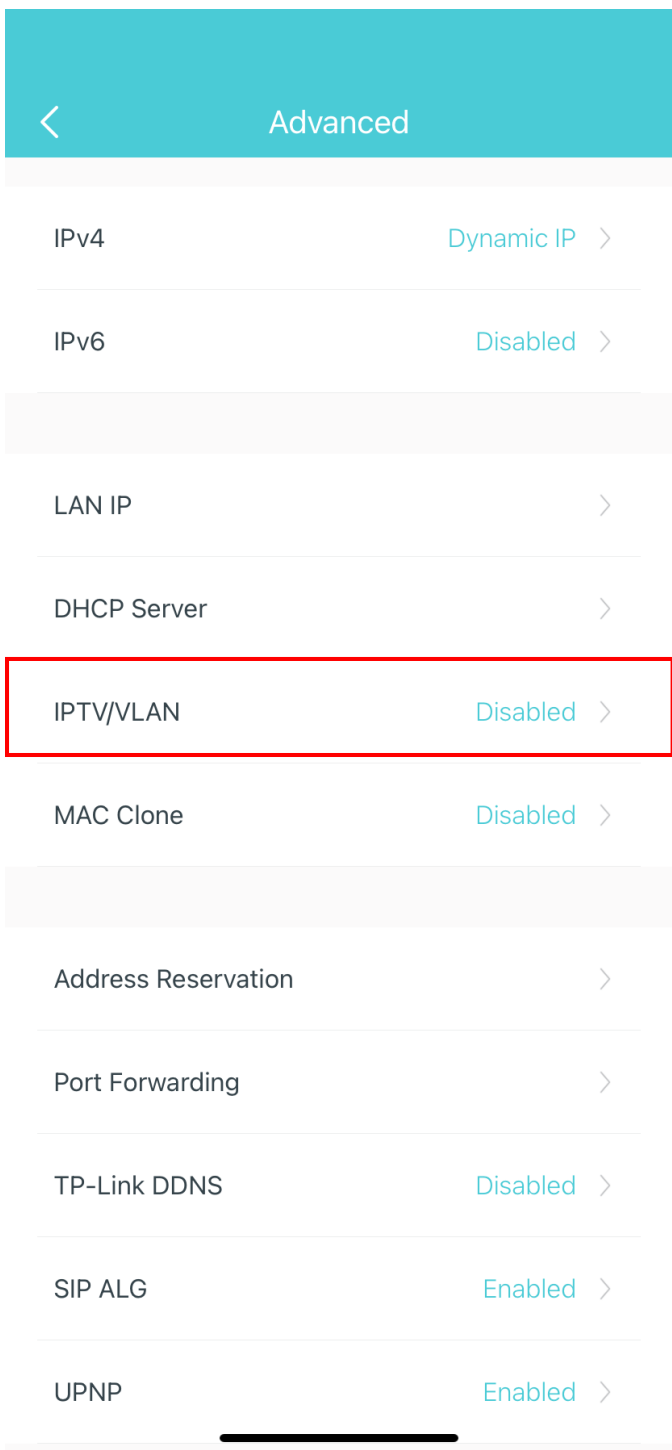 Advanced
IPv4 Dynamic IP
IPv6 Disabled
LAN IP
DHCP Server
IPTV/VLAN Disabled
MAC Clone Disabled
Address Reservation
Port Forwarding
TP-Link DDNS Disabled
SIP ALG Enabled
UPNP Enabled